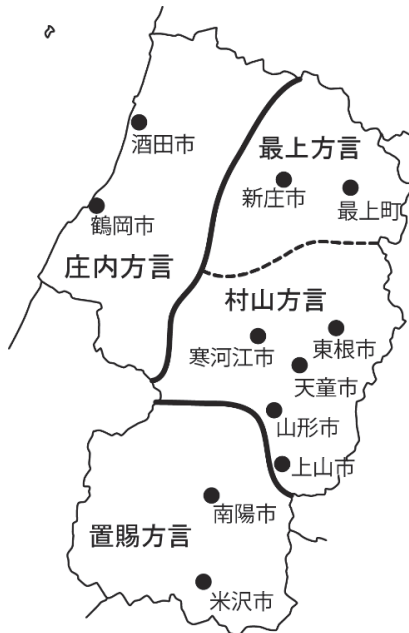 酒田市
最上方言
新庄市
最上町
鶴岡市
庄内方言
村山方言
東根市
寒河江市
天童市
山形市
上山市
南陽市
置賜方言
米沢市